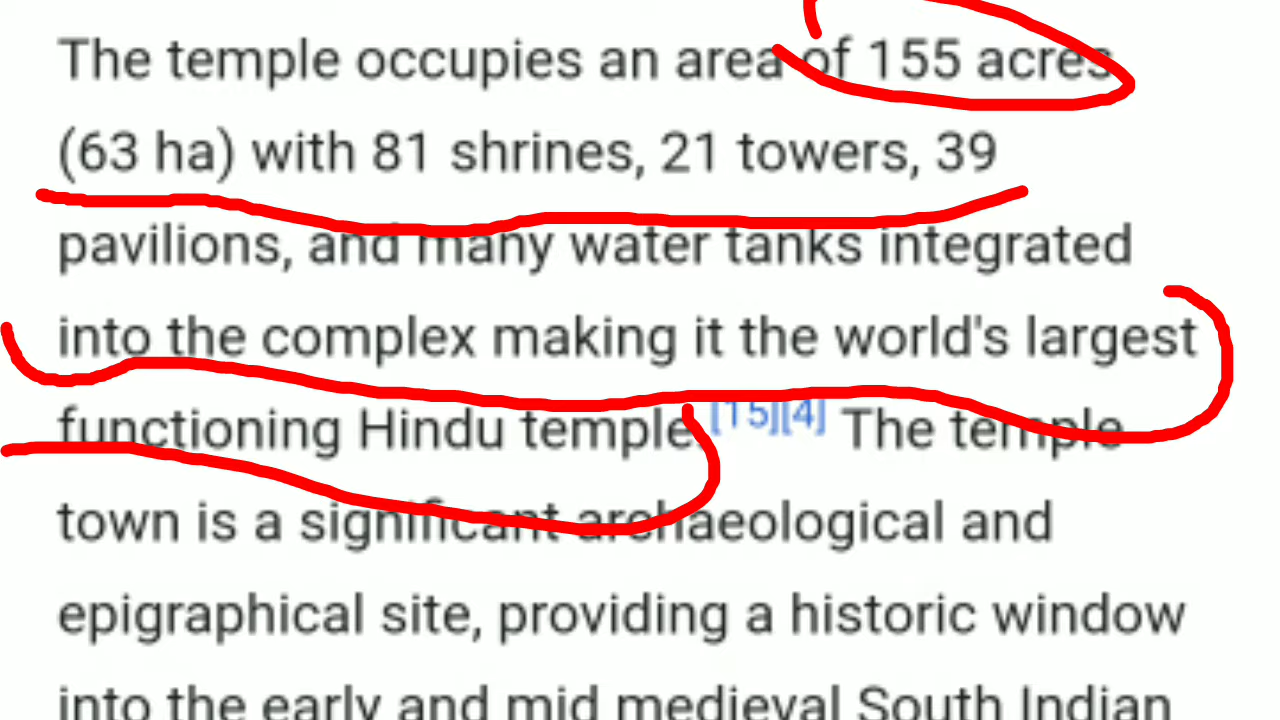 The temple occupies an area of 155 acres
(63 ha) with 81 shrines, 21 towers, 39
pavilions, and many water tanks integrated
into the complex making it the world's largest
functioning Hindu temple.[15][4] The temple
town is a significant archaeological and
epigraphical site, providing a historic window
into the early and mid medieval South Indian